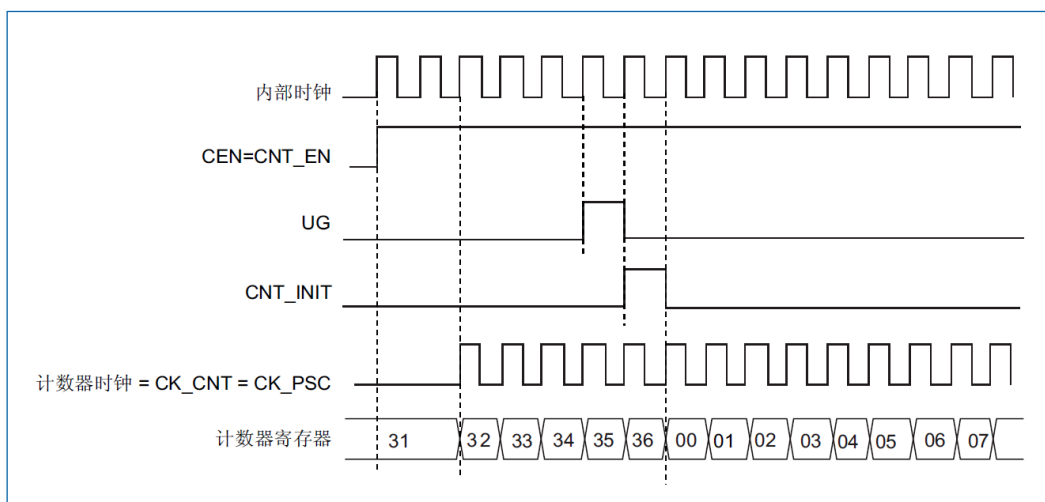 内部时钟
CEN=CNT_EN
UG
CNT_INIT
计数器时钟 = CK_CNT = CK_PSC
计数器寄存器 31 32 33 34 35 36 00 01 02 03 04 05 06 07